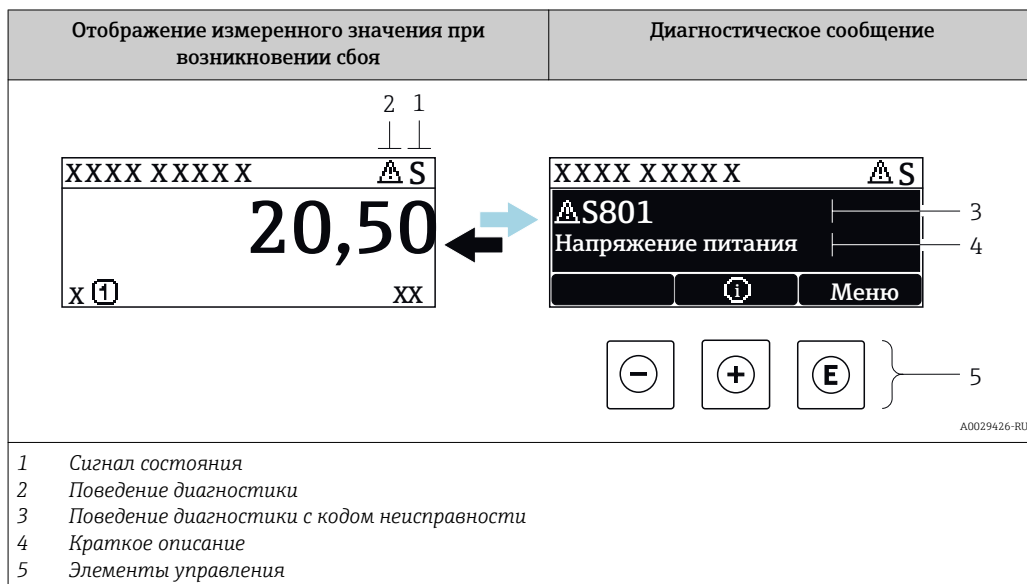 Отображение измеренного значения при
возникновении сбоя
Диагностическое сообщение
2 1
XXXX XXXXX ⚠S
20,50
x 1 XX
XXXX XXXXX ⚠S
⚠S801
Напряжение питания
i Меню
3
4
− + E
5
A0029426-RU
1 Сигнал состояния
2 Поведение диагностики
3 Поведение диагностики с кодом неисправности
4 Краткое описание
5 Элементы управления